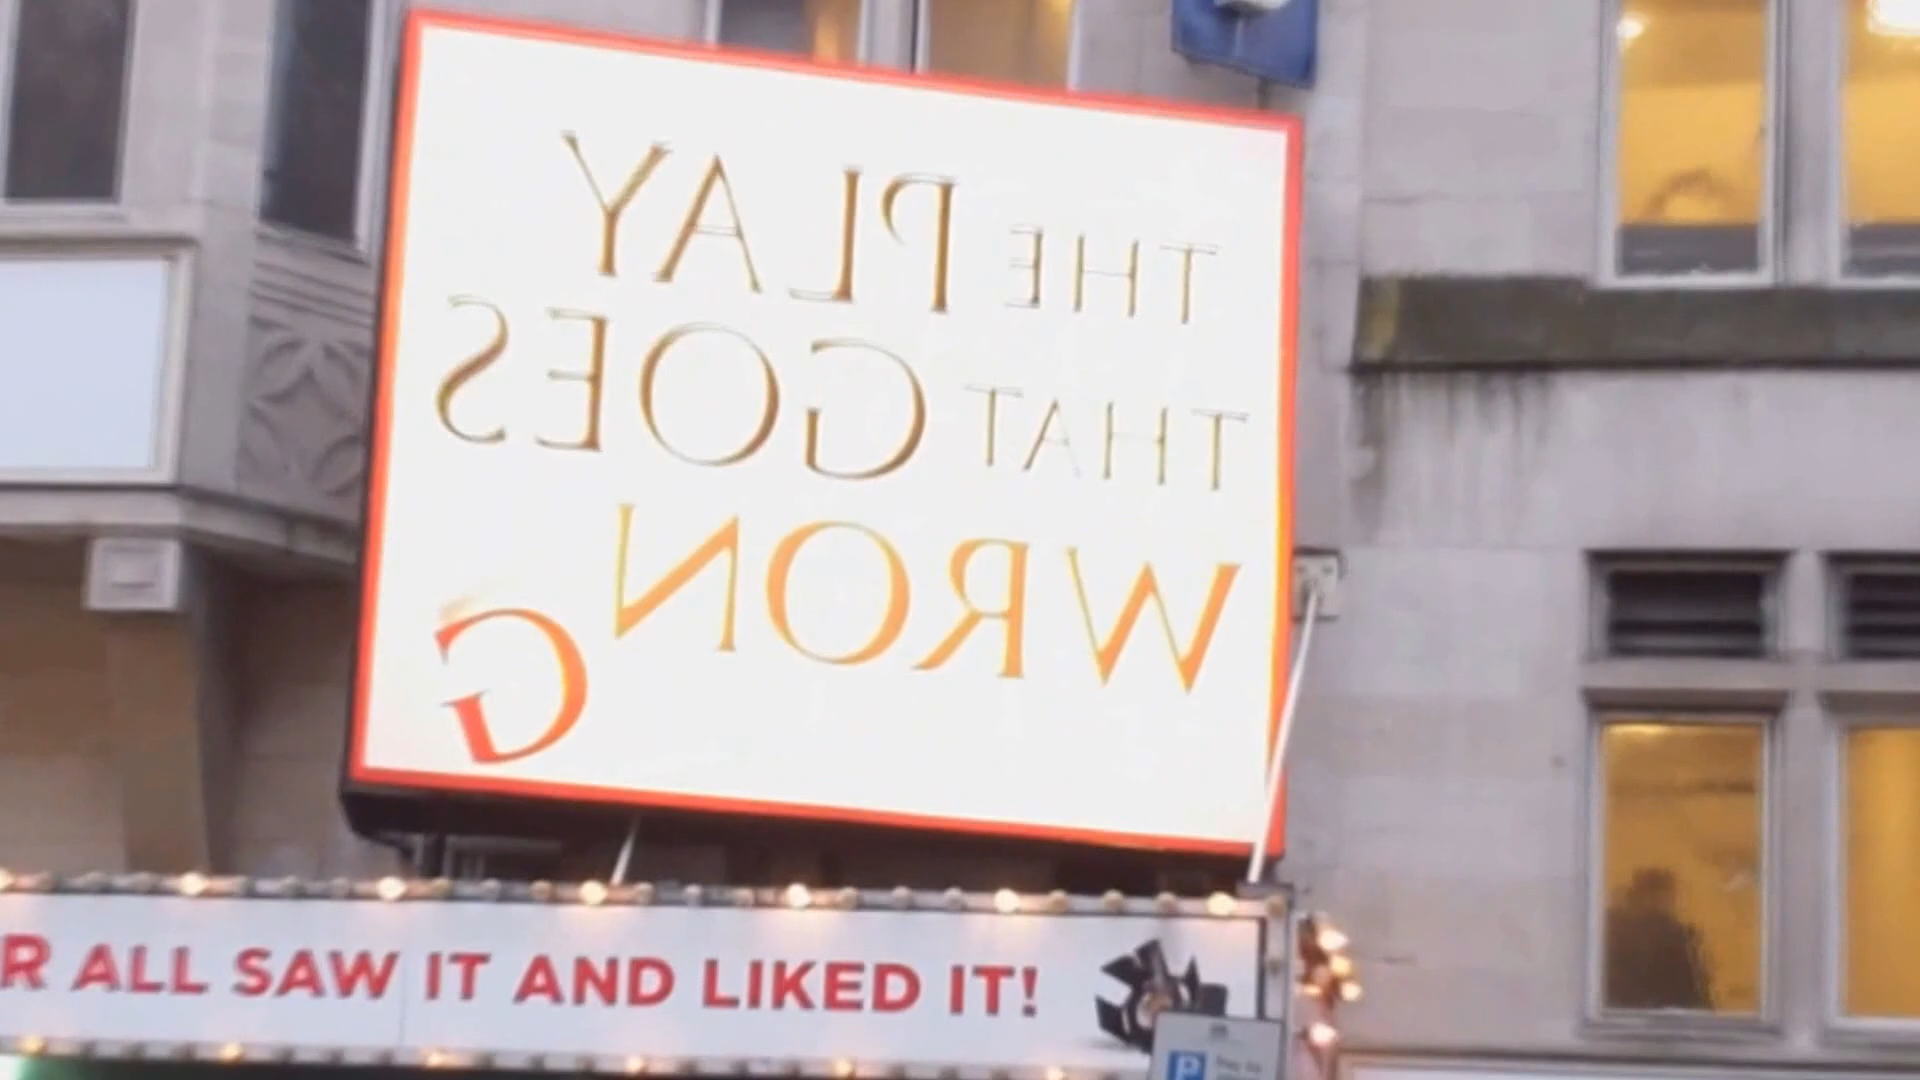 THE PLAY
THAT GOES
WRONG
R ALL SAW IT AND LIKED IT!
P